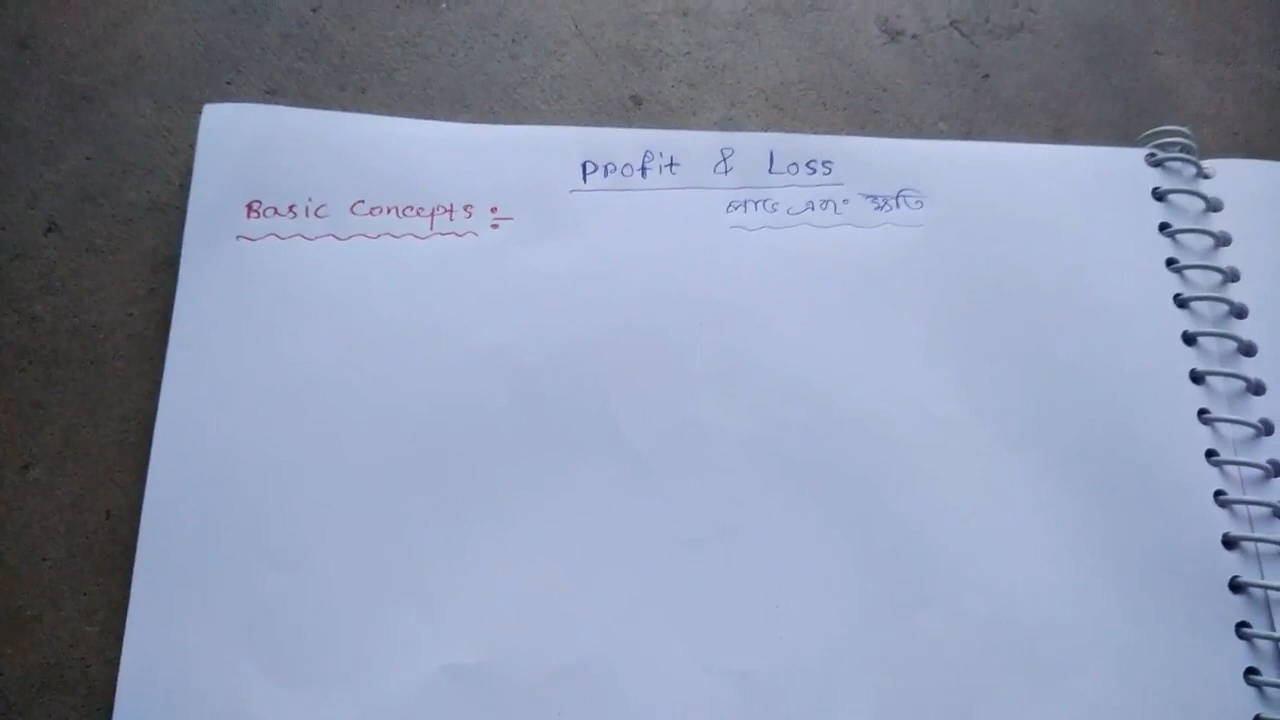 Profit & Loss
লাভ এবং ক্ষতি
Basic Concepts :-